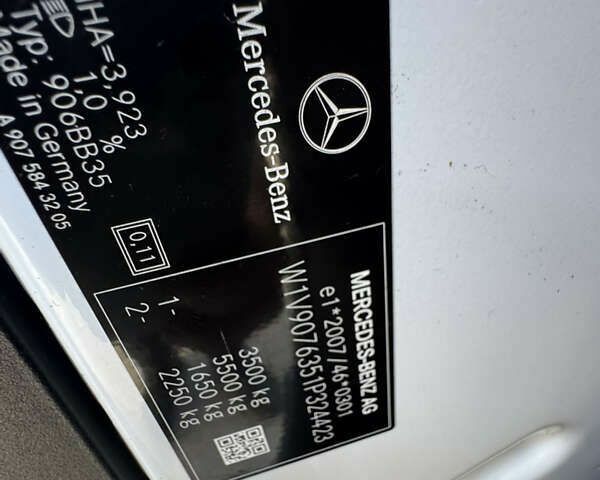 MERCEDES-BENZ AG
e1*2007/46*0301
W1V9076351P324423
3500 kg
5500 kg
1- 1650 kg
2- 2250 kg
Mercedes-Benz
0,11
HA=3,923
1,0 %
Typ: 906BB35
Made in Germany
A 907 584 32 05